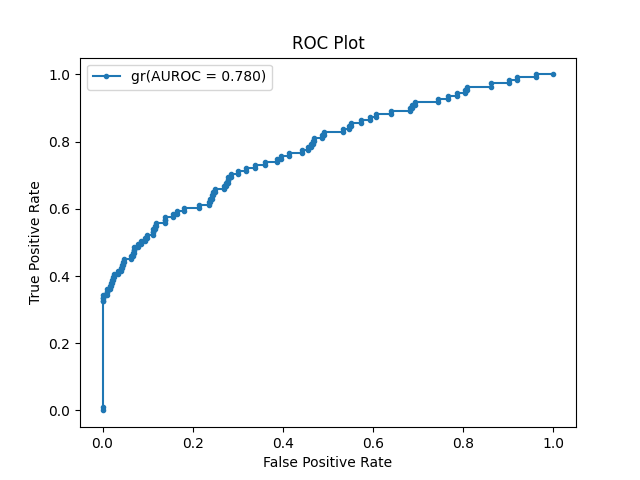 ROC Plot
gr(AUROC = 0.780)
True Positive Rate
1.0
0.8
0.6
0.4
0.2
0.0
0.0 0.2 0.4 0.6 0.8 1.0
False Positive Rate